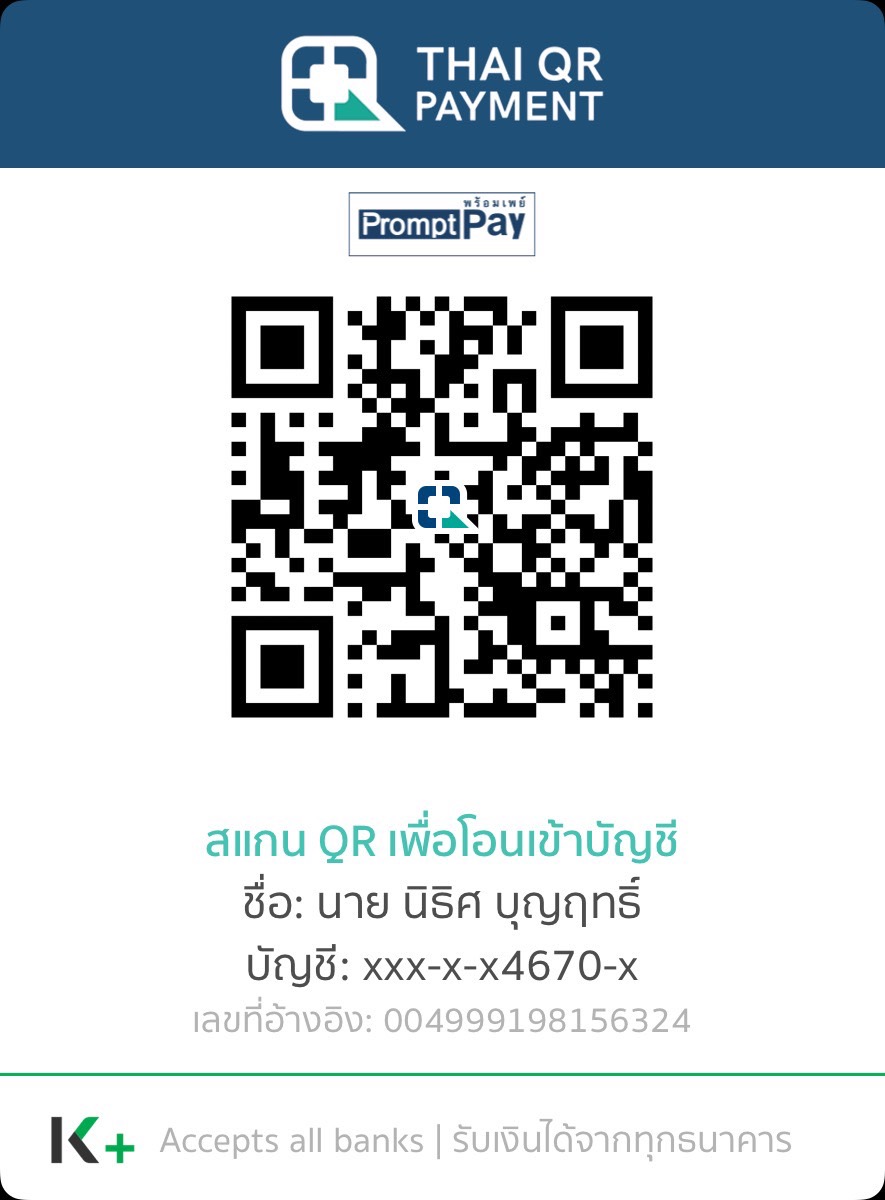 THAI QR
PAYMENT
พร้อมเพย์
PromptPay
สแกน QR เพื่อโอนเข้าบัญชี
ชื่อ: นาย นิธิศ บุญฤทธิ์
บัญชี: xxx-x-x4670-x
เลขที่อ้างอิง: 004999198156324
K+ Accepts all banks | รับเงินได้จากทุกธนาคาร